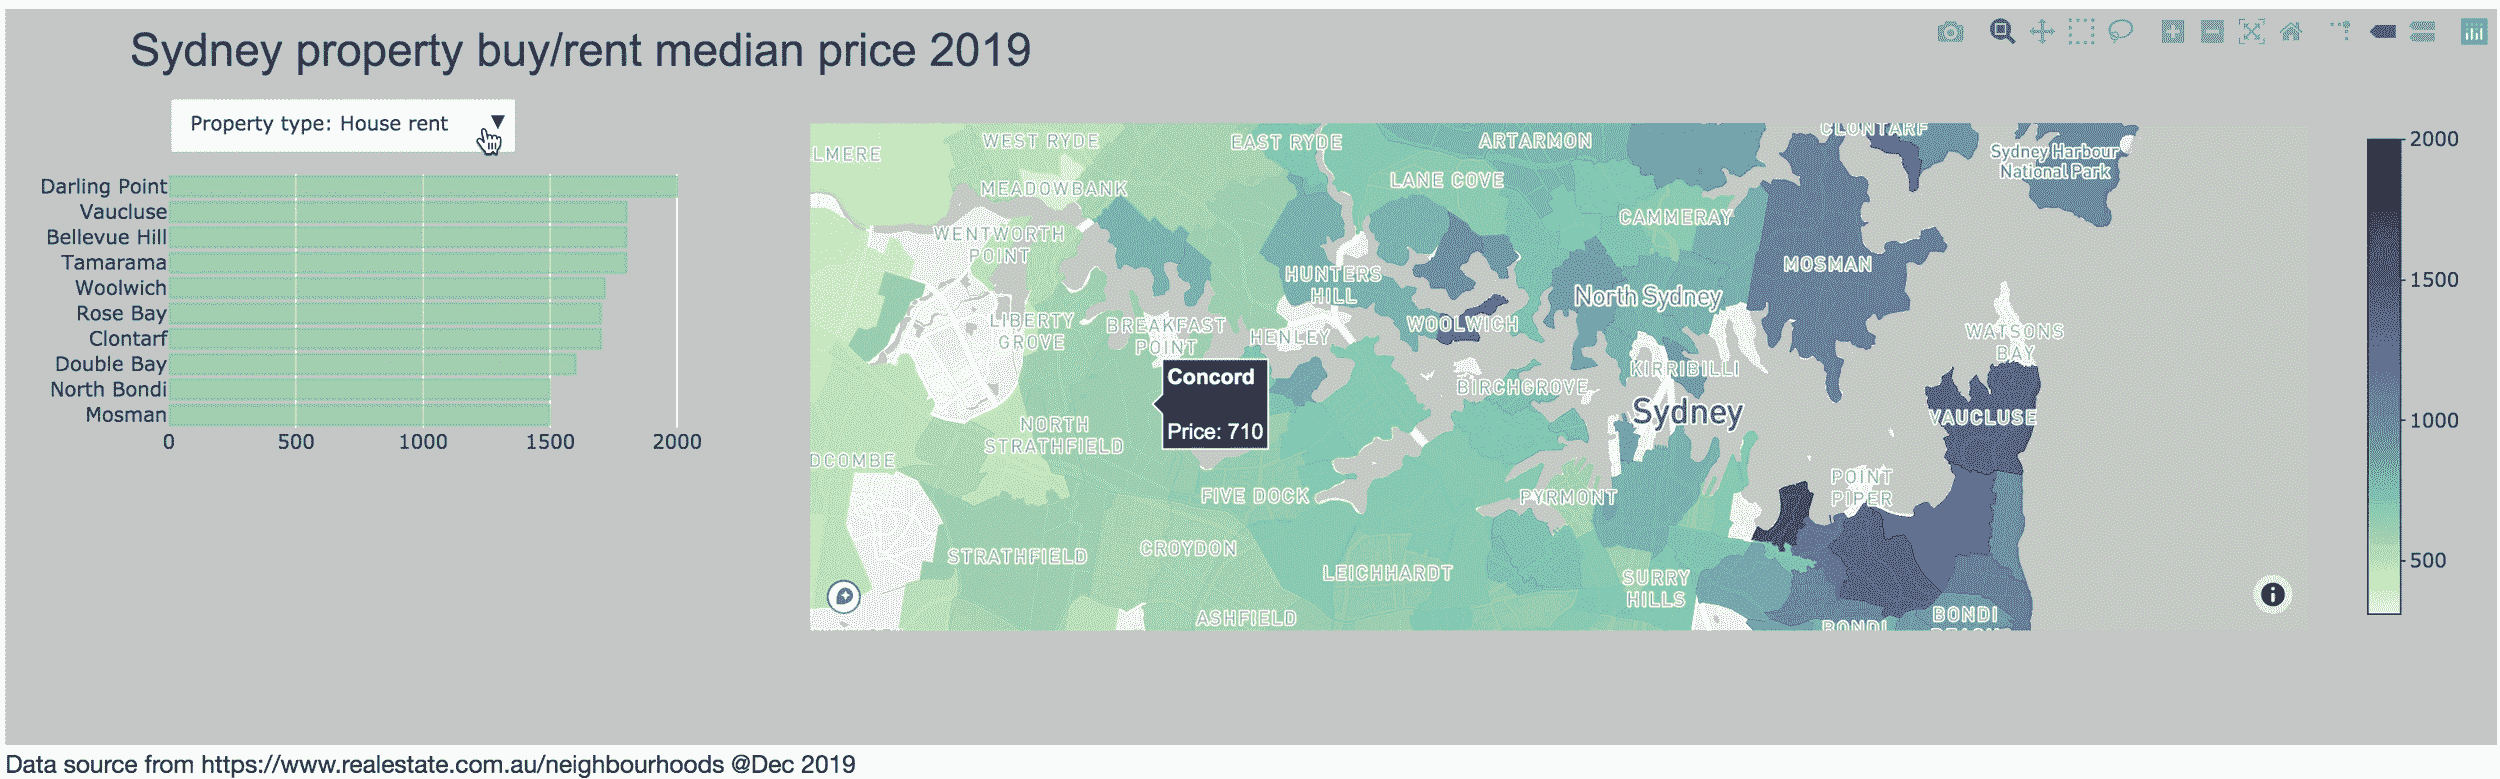 Sydney property buy/rent median price 2019
Property type: House rent ▼
Darling Point
Vaucluse
Bellevue Hill
Tamarama
Woolwich
Rose Bay
Clontarf
Double Bay
North Bondi
Mosman
0 500 1000 1500 2000
LMERE
WEST RYDE
EAST RYDE
ARTARMON
CLONTARF
Sydney Harbour
National Park
MEADOWBANK
LANE COVE
CAMMERAY
WENTWORTH
POINT
HUNTERS
HILL
MOSMAN
North Sydney
LIBERTY
GROVE
BREAKFAST
POINT
HENLEY
WOOLWICH
WATSONS
BAY
KIRRIBILLI
BIRCHGROVE
Concord
Price: 710
Sydney
VAUCLUSE
NORTH
STRATHFIELD
DCOMBE
FIVE DOCK
PYRMONT
POINT
PIPER
STRATHFIELD
CROYDON
LEICHHARDT
SURRY
HILLS
ASHFIELD
BONDI
BONDI
2000
1500
1000
500
Data source from https://www.realestate.com.au/neighbourhoods @Dec 2019